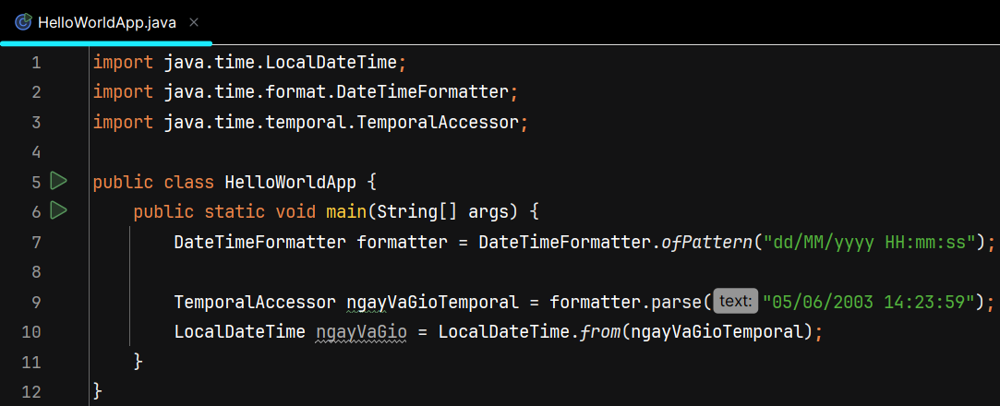 HelloWorldApp.java ×
1 import java.time.LocalDateTime;
2 import java.time.format.DateTimeFormatter;
3 import java.time.temporal.TemporalAccessor;
4
5 public class HelloWorldApp {
6 public static void main(String[] args) {
7 DateTimeFormatter formatter = DateTimeFormatter.ofPattern("dd/MM/yyyy HH:mm:ss");
8
9 TemporalAccessor ngayVaGioTemporal = formatter.parse( text: "05/06/2003 14:23:59");
10 LocalDateTime ngayVaGio = LocalDateTime.from(ngayVaGioTemporal);
11 }
12 }